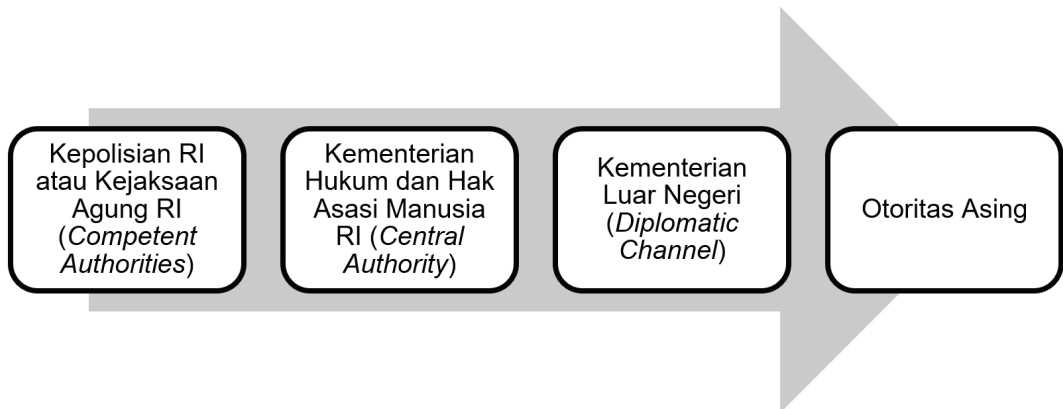 Kepolisian RI
atau Kejaksaan
Agung RI
(Competent
Authorities)
Kementerian
Hukum dan Hak
Asasi Manusia
RI (Central
Authority)
Kementerian
Luar Negeri
(Diplomatic
Channel)
Otoritas Asing